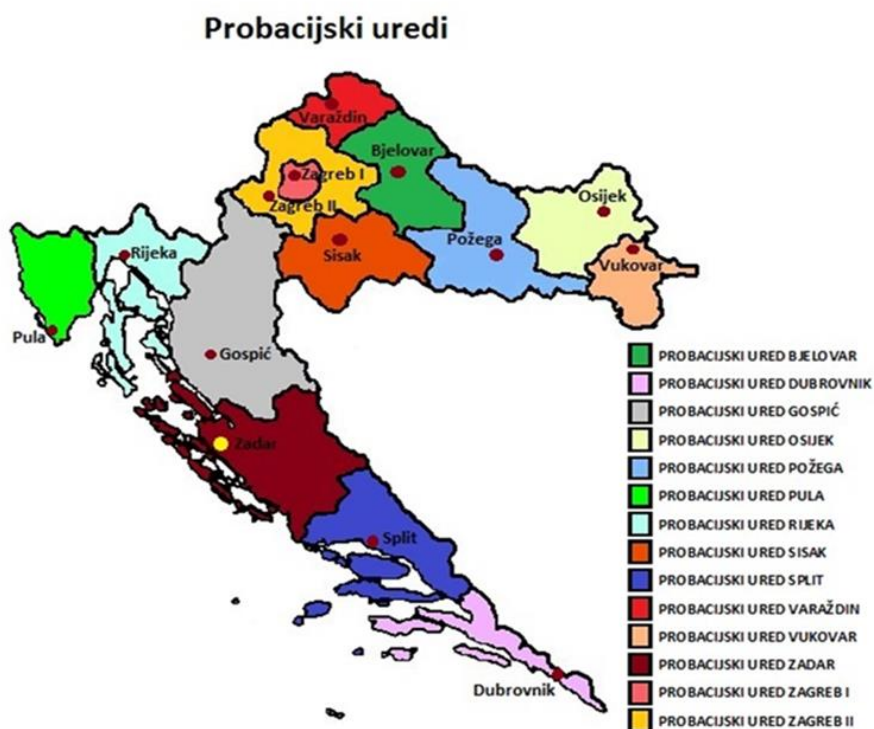 Probacijski uredi
Varaždin
Bjelovar
Zagreb I
Zagreb II
Osijek
Požega
Sisak
Vukovar
Rijeka
Pula
Gospić
Zadar
Split
Dubrovnik
PROBACIJSKI URED BJELOVAR
PROBACIJSKI URED DUBROVNIK
PROBACIJSKI URED GOSPIĆ
PROBACIJSKI URED OSIJEK
PROBACIJSKI URED POŽEGA
PROBACIJSKI URED PULA
PROBACIJSKI URED RIJEKA
PROBACIJSKI URED SISAK
PROBACIJSKI URED SPLIT
PROBACIJSKI URED VARAŽDIN
PROBACIJSKI URED VUKOVAR
PROBACIJSKI URED ZADAR
PROBACIJSKI URED ZAGREB I
PROBACIJSKI URED ZAGREB II